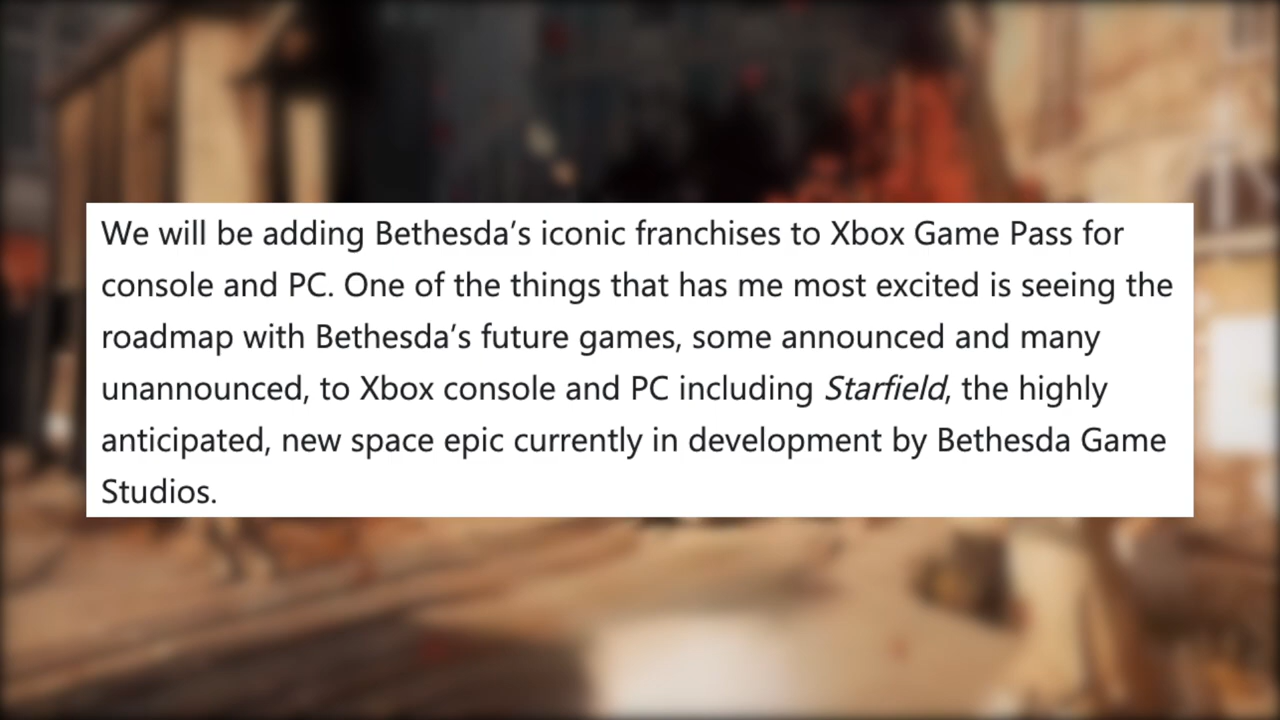 We will be adding Bethesda’s iconic franchises to Xbox Game Pass for
console and PC. One of the things that has me most excited is seeing the
roadmap with Bethesda’s future games, some announced and many
unannounced, to Xbox console and PC including Starfield, the highly
anticipated, new space epic currently in development by Bethesda Game
Studios.